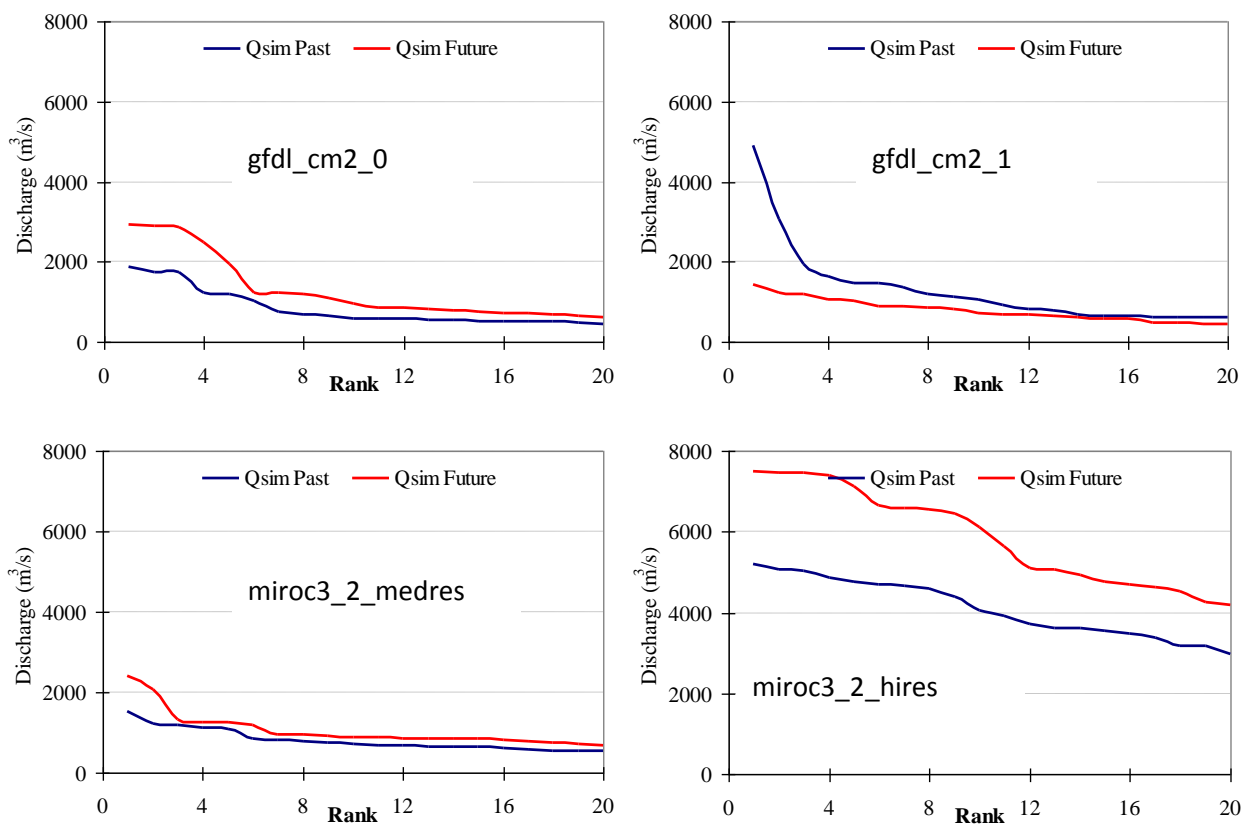 8000
Qsim Past
Qsim Future
6000
4000
2000
0
Discharge (m³/s)
gfdl_cm2_0
0
4
8
12
16
20
Rank
8000
Qsim Past
Qsim Future
6000
4000
2000
0
Discharge (m³/s)
gfdl_cm2_1
0
4
8
12
16
20
Rank
8000
Qsim Past
Qsim Future
6000
4000
2000
0
Discharge (m³/s)
miroc3_2_medres
0
4
8
12
16
20
Rank
8000
Qsim Past
Qsim Future
6000
4000
2000
0
Discharge (m³/s)
miroc3_2_hires
0
4
8
12
16
20
Rank